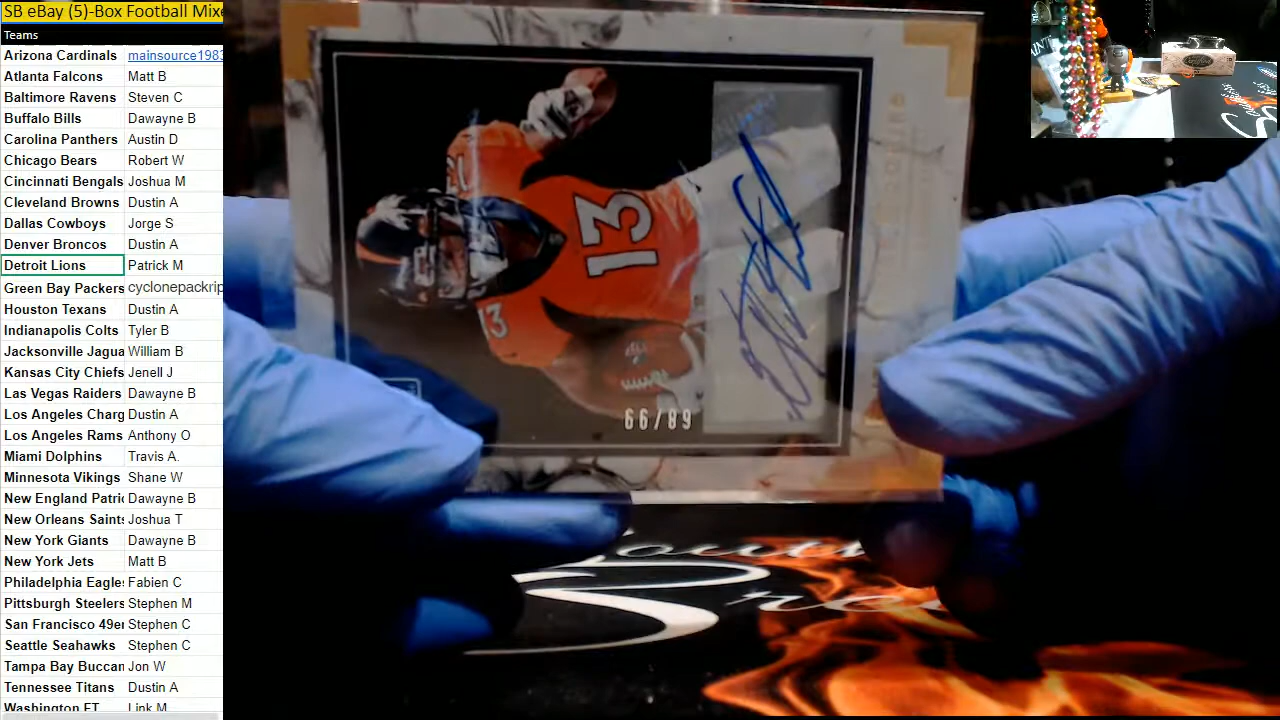 SB eBay (5)-Box Football Mixe
Teams
Arizona Cardinals mainsource1983
Atlanta Falcons Matt B
Baltimore Ravens Steven C
Buffalo Bills Dawayne B
Carolina Panthers Austin D
Chicago Bears Robert W
Cincinnati Bengals Joshua M
Cleveland Browns Dustin A
Dallas Cowboys Jorge S
Denver Broncos Dustin A
Detroit Lions Patrick M
Green Bay Packers cyclonepackrip
Houston Texans Dustin A
Indianapolis Colts Tyler B
Jacksonville Jagua William B
Kansas City Chiefs Jenell J
Las Vegas Raiders Dawayne B
Los Angeles Charg Dustin A
Los Angeles Rams Anthony O
Miami Dolphins Travis A.
Minnesota Vikings Shane W
New England Patric Dawayne B
New Orleans Saints Joshua T
New York Giants Dawayne B
New York Jets Matt B
Philadelphia Eagle: Fabien C
Pittsburgh Steelers Stephen M
San Francisco 49er Stephen C
Seattle Seahawks Stephen C
Tampa Bay Buccan Jon W
Tennessee Titans Dustin A
Washington FT Link M
13
13
66/89